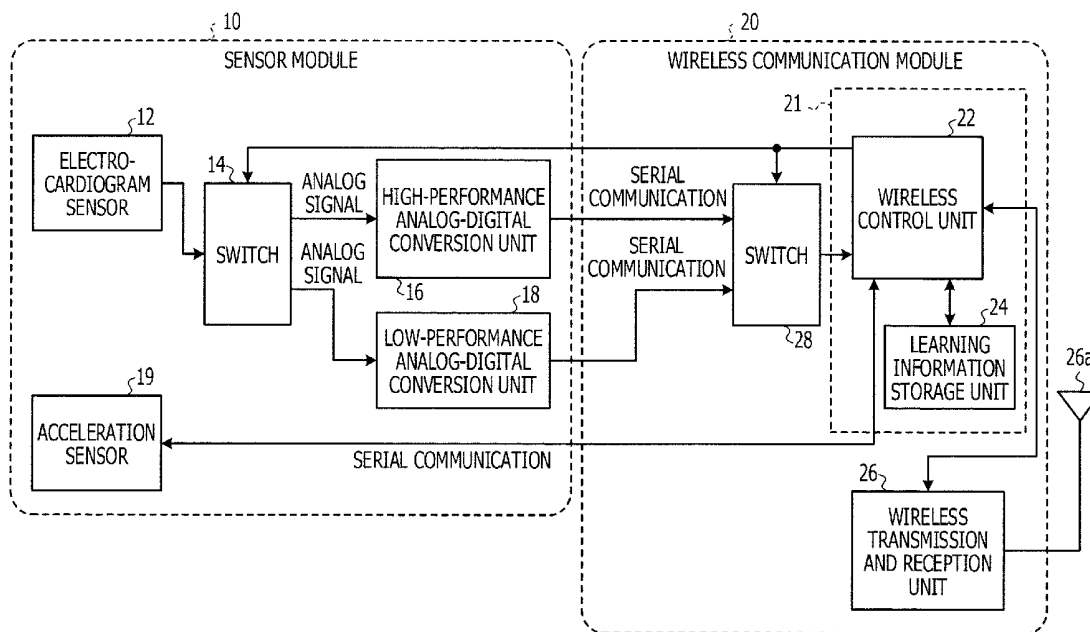 10
SENSOR MODULE
20
WIRELESS COMMUNICATION MODULE
12
ELECTRO-
CARDIOGRAM
SENSOR
14
SWITCH
ANALOG
SIGNAL
ANALOG
SIGNAL
HIGH-PERFORMANCE
ANALOG-DIGITAL
CONVERSION UNIT
16
18
LOW-PERFORMANCE
ANALOG-DIGITAL
CONVERSION UNIT
SERIAL
COMMUNICATION
SERIAL
COMMUNICATION
SWITCH
28
21
22
WIRELESS
CONTROL UNIT
24
LEARNING
INFORMATION
STORAGE UNIT
26a
19
ACCELERATION
SENSOR
SERIAL COMMUNICATION
26
WIRELESS
TRANSMISSION
AND RECEPTION
UNIT